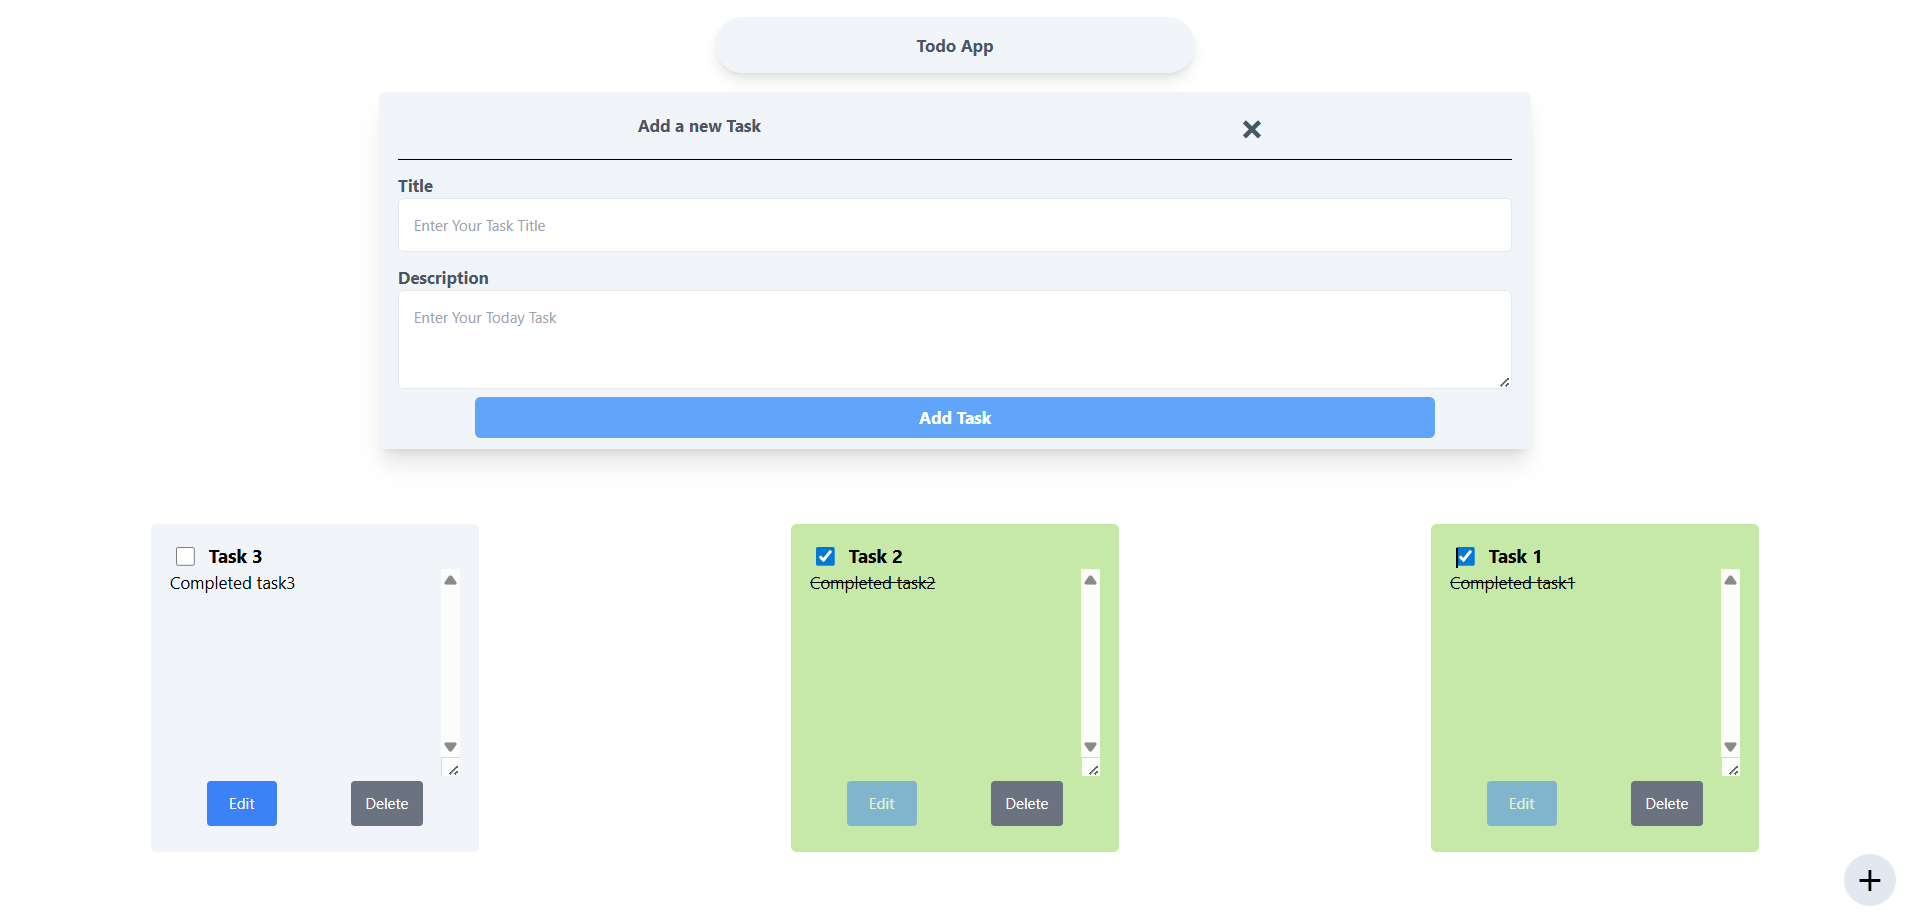 Todo App
Add a new Task
Title
Enter Your Task Title
Description
Enter Your Today Task
Add Task
Task 3
Completed task3
Edit
Delete
Task 2
Completed task2
Edit
Delete
Task 1
Completed task1
Edit
Delete